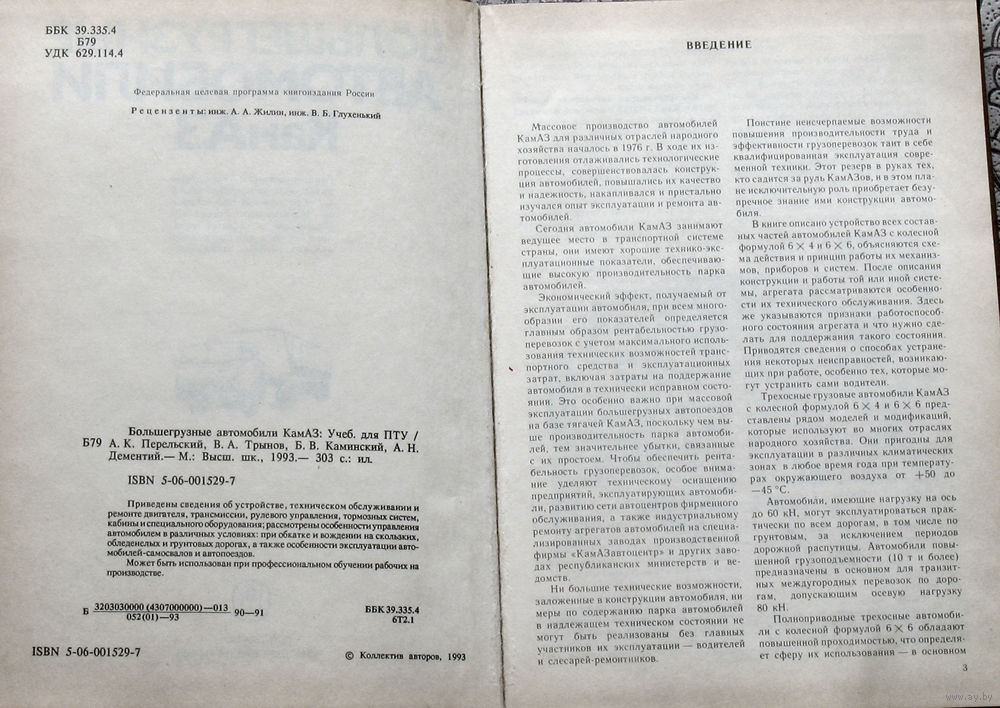 ББК 39.335.4
Б79
УДК 629.114.4
Федеральная целевая программа книгоиздания России
Рецензенты: инж. А. А. Жилин, инж. В. Б. Глухенький
Большегрузные автомобили КамАЗ: Учеб. для ПТУ /
Б79 А. К. Перельский, В. А. Трынов, Б. В. Каминский, А. Н.
Дементий.— М.: Высш. шк., 1993.— 303 с.: ил.
ISBN 5-06-001529-7
Приведены сведения об устройстве, техническом обслуживании и
ремонте двигателя, трансмиссии, рулевого управления, тормозных систем,
кабины и специального оборудования; рассмотрены особенности управления
автомобилем в различных условиях: при обкатке и вождении на скользких,
обледенелых и грунтовых дорогах, а также особенности эксплуатации авто-
мобилей-самосвалов и автопоездов.
Может быть использован при профессиональном обучении рабочих на
производстве.
Б 3203030000 (4307000000)—013 90—91
052(01)—93
ББК 39.335.4
6Т2.1
ISBN 5-06-001529-7
© Коллектив авторов, 1993
ВВЕДЕНИЕ
Массовое производство автомобилей
КамАЗ для различных отраслей народного
хозяйства началось в 1976 г. В ходе их из-
готовления отлаживались технологические
процессы, совершенствовалась конструк-
ция автомобилей, повышались их качество
и надежность, накапливался и пристально
изучался опыт эксплуатации и ремонта ав-
томобилей.
Сегодня автомобили КамАЗ занимают
ведущее место в транспортной системе
страны, они имеют хорошие технико-экс-
плуатационные показатели, обеспечиваю-
щие высокую производительность парка
автомобилей.
Экономический эффект, получаемый от
эксплуатации автомобиля, при всем много-
образии его показателей определяется
главным образом рентабельностью грузо-
перевозок с учетом максимального исполь-
зования технических возможностей транс-
портного средства и эксплуатационных
затрат, включая затраты на поддержание
автомобиля в технически исправном состо-
янии. Это особенно важно при массовой
эксплуатации большегрузных автопоездов
на базе тягачей КамАЗ, поскольку чем вы-
ше производительность парка автомоби-
лей, тем значительнее убытки, связанные
с их простоем. Чтобы обеспечить рента-
бельность грузоперевозок, особое внима-
ние уделяют техническому оснащению
предприятий, эксплуатирующих автомоби-
ли, развитию сети автоцентров фирменного
обслуживания, а также индустриальному
ремонту агрегатов автомобилей на специа-
лизированных заводах производственной
фирмы «КамАЗавтоцентр» и других заво-
дах республиканских министерств и ве-
домств.
Ни большие технические возможности,
заложенные в конструкции автомобиля, ни
меры по содержанию парка автомобилей
в надлежащем техническом состоянии не
могут быть реализованы без главных
участников их эксплуатации — водителей
и слесарей-ремонтников.
Поистине неисчерпаемые возможности
повышения производительности труда и
эффективности грузоперевозок таит в себе
квалифицированная эксплуатация совре-
менной техники. Этот резерв в руках тех,
кто садится за руль КамАЗов, и в этом пла-
не исключительную роль приобретает безу-
пречное знание ими конструкции автомо-
биля.
В книге описано устройство всех состав-
ных частей автомобилей КамАЗ с колесной
формулой 6 × 4 и 6 × 6, объясняются схе-
ма действия и принцип работы их механиз-
мов, приборов и систем. После описания
конструкции и работы той или иной систе-
мы, агрегата рассматриваются особенно-
сти их технического обслуживания. Здесь
же указываются признаки работоспособ-
ного состояния агрегата и что нужно сде-
лать для поддержания такого состояния.
Приводятся сведения о способах устране-
ния некоторых неисправностей, возникаю-
щих при работе, особенно тех, которые мо-
гут устранить сами водители.
Трехосные грузовые автомобили КамАЗ
с колесной формулой 6 × 4 и 6 × 6 пред-
ставлены рядом моделей и модификаций,
которые используют во многих отраслях
народного хозяйства. Они пригодны для
эксплуатации в различных климатических
зонах в любое время года при температу-
рах окружающего воздуха от +50 до
—45 °С.
Автомобили, имеющие нагрузку на ось
до 60 кН, могут эксплуатироваться прак-
тически по всем дорогам, в том числе по
грунтовым, за исключением периодов
дорожной распутицы. Автомобили повы-
шенной грузоподъемности (10 т и более)
предназначены в основном для транзит-
ных междугородных перевозок по доро-
гам, допускающим осевую нагрузку
80 кН.
Полноприводные трехосные автомоби-
ли с колесной формулой 6 × 6 обладают
повышенной проходимостью, что определя-
ет сферу их использования — в основном
3
www.ay.by